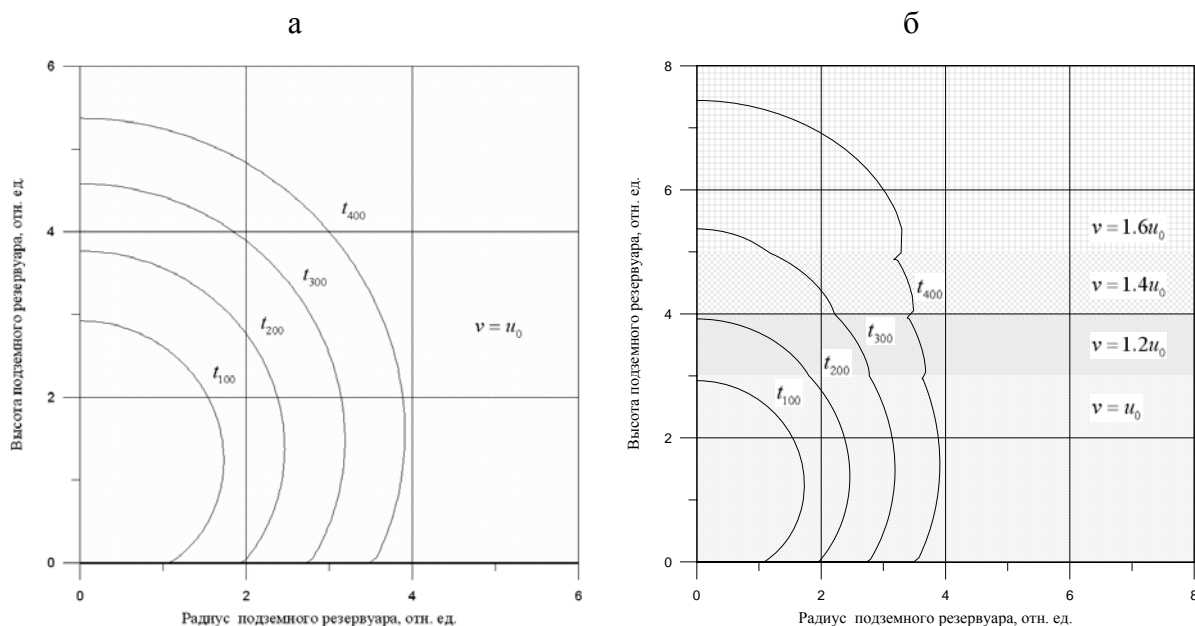 а
6
4
2
0
0
2
4
6
Высота подземного резервуара, отн. ед.
Радиус подземного резервуара, отн. ед.
t400
t300
t200
t100
v = u0
б
8
6
4
2
0
0
2
4
6
8
Высота подземного резервуара, отн. ед.
Радиус подземного резервуара, отн. ед.
v = 1.6u0
v = 1.4u0
v = 1.2u0
v = u0
t400
t300
t200
t100